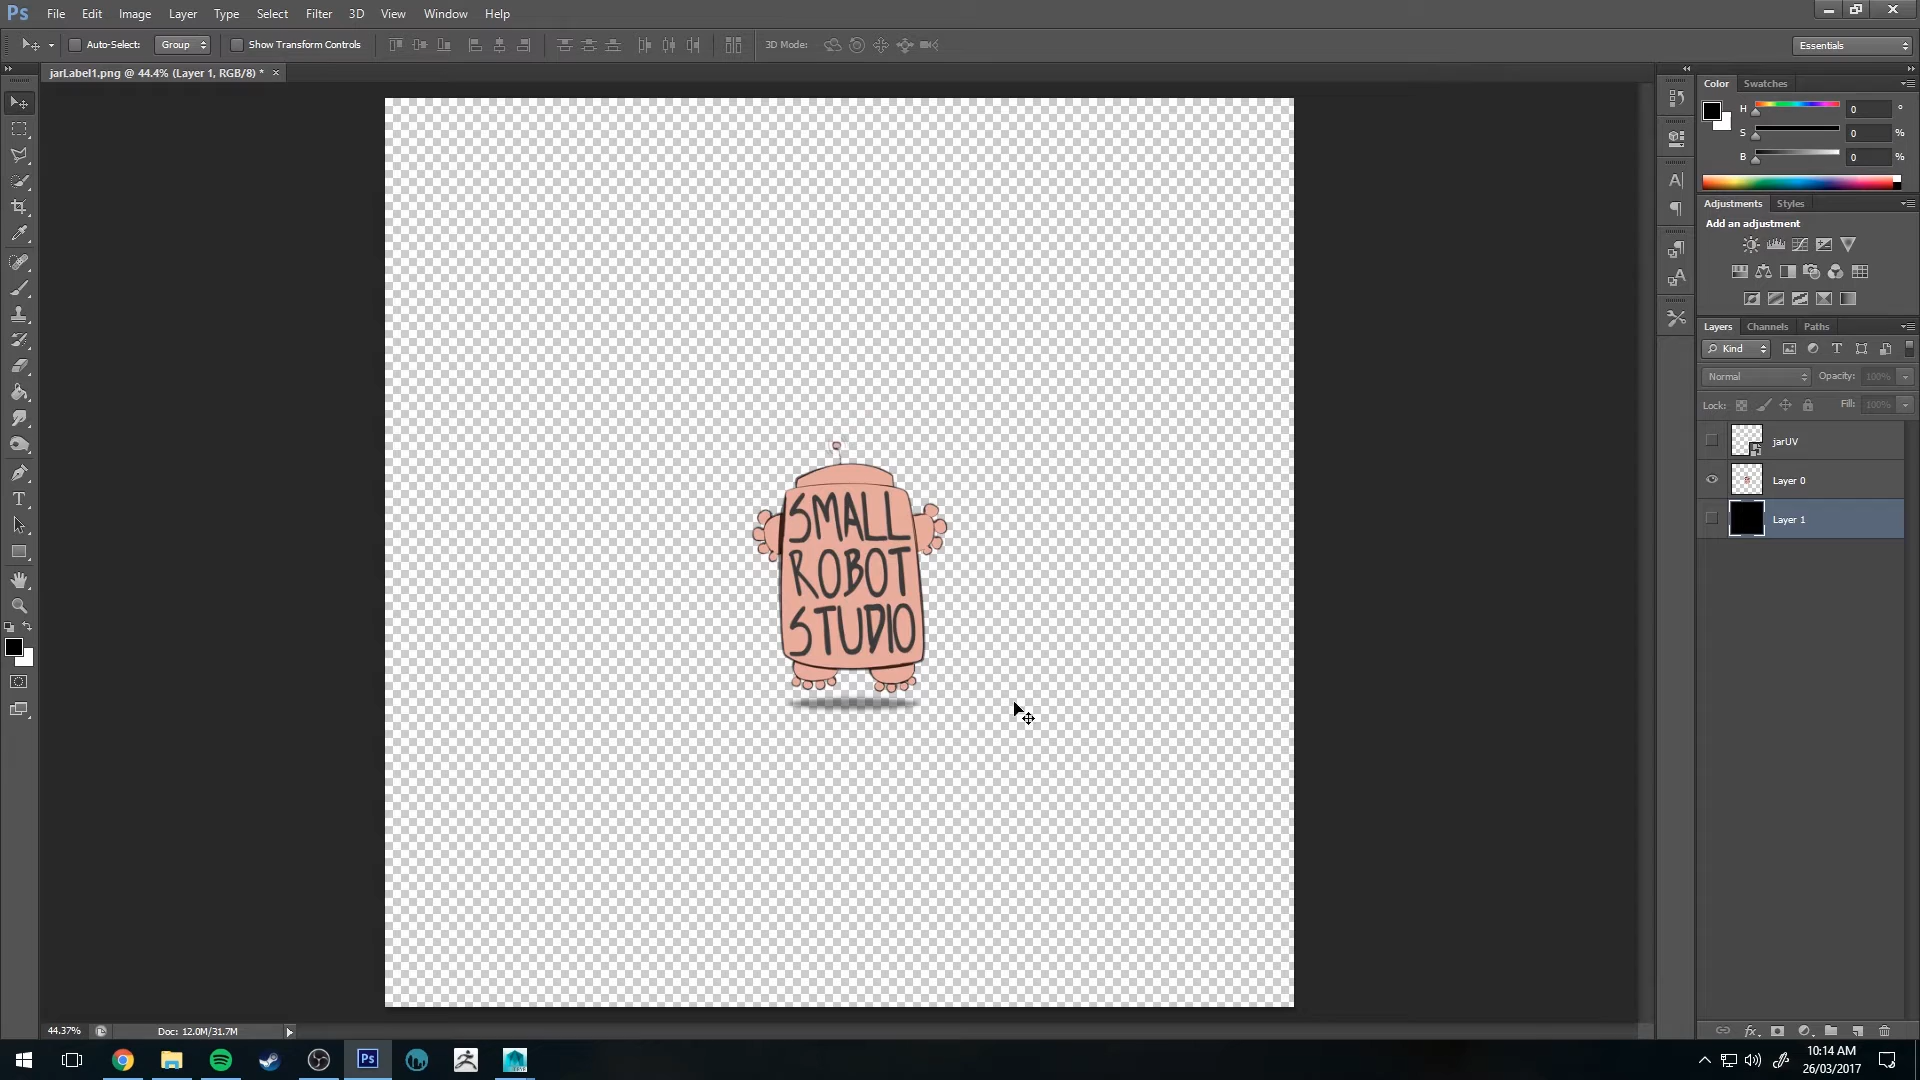 Ps File Edit Image Layer Type Select Filter 3D View Window Help
Auto-Select: Group Show Transform Controls 3D Mode: Essentials
jarLabel1.png @ 44.4% (Layer 1, RGB/8) *
Color Swatches
H 0 °
S 0 %
B 0 %
Adjustments Styles
Add an adjustment
Layers Channels Paths
Kind
Normal Opacity: 100%
Lock: Fill: 100%
jarUV
Layer 0
Layer 1
SMALL
ROBOT
STUDIO
44.37% Doc: 12.0M/31.7M
Ps
10:14 AM
26/03/2017